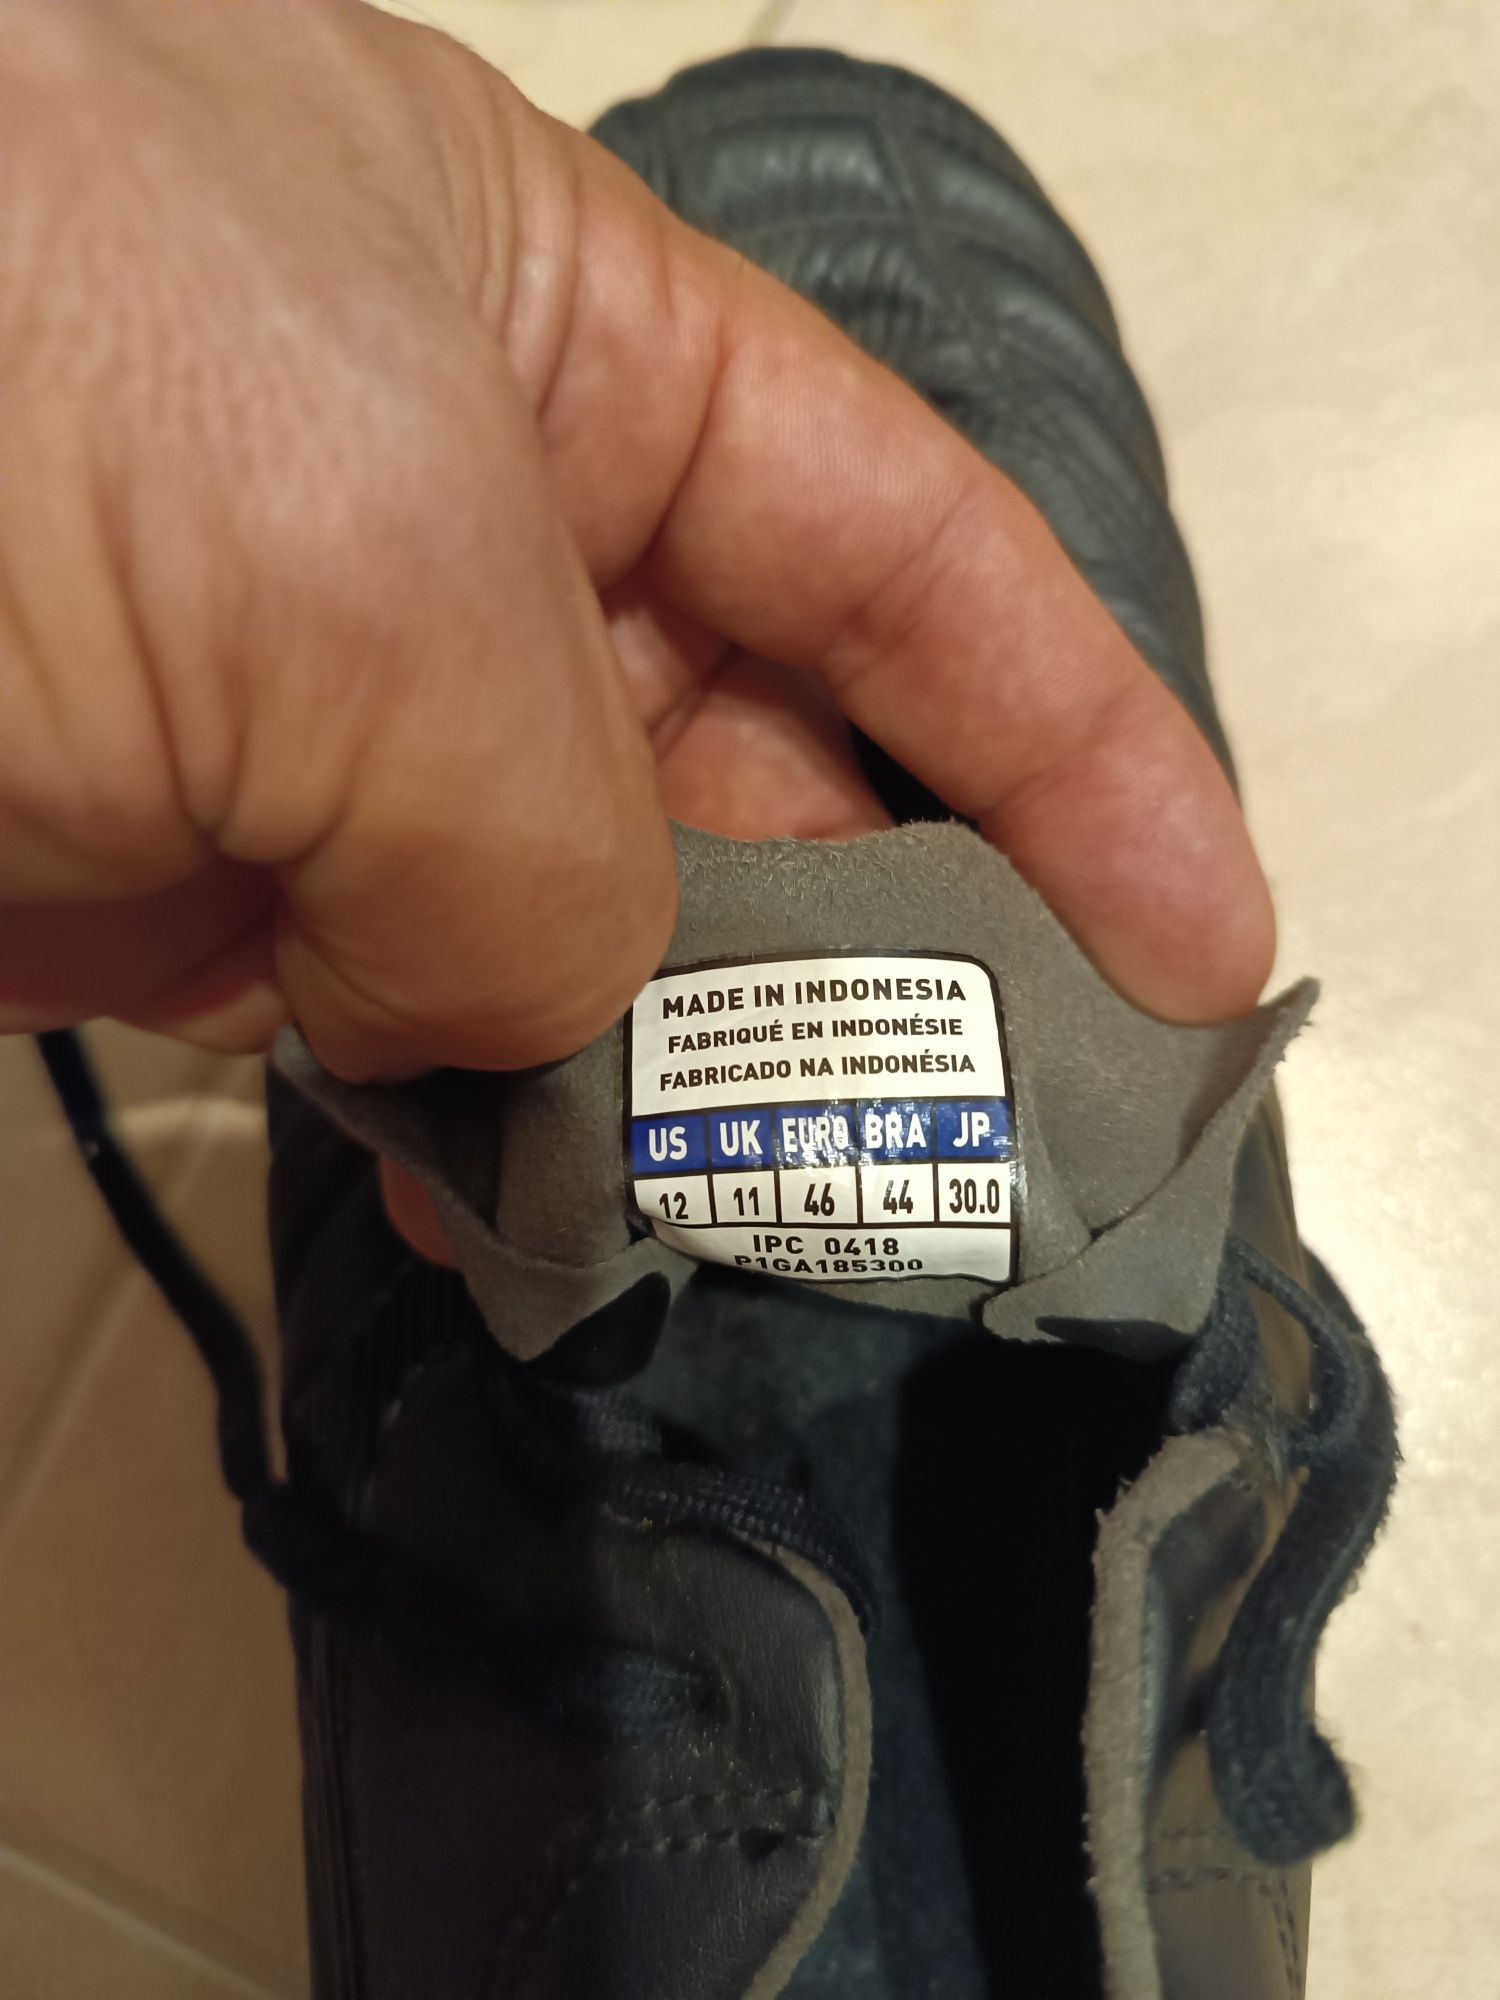 MADE IN INDONESIA
FABRIQUÉ EN INDONÉSIE
FABRICADO NA INDONÉSIA
US UK EURO BRA JP
12 11 46 44 30.0
IPC 0418
P1GA185300